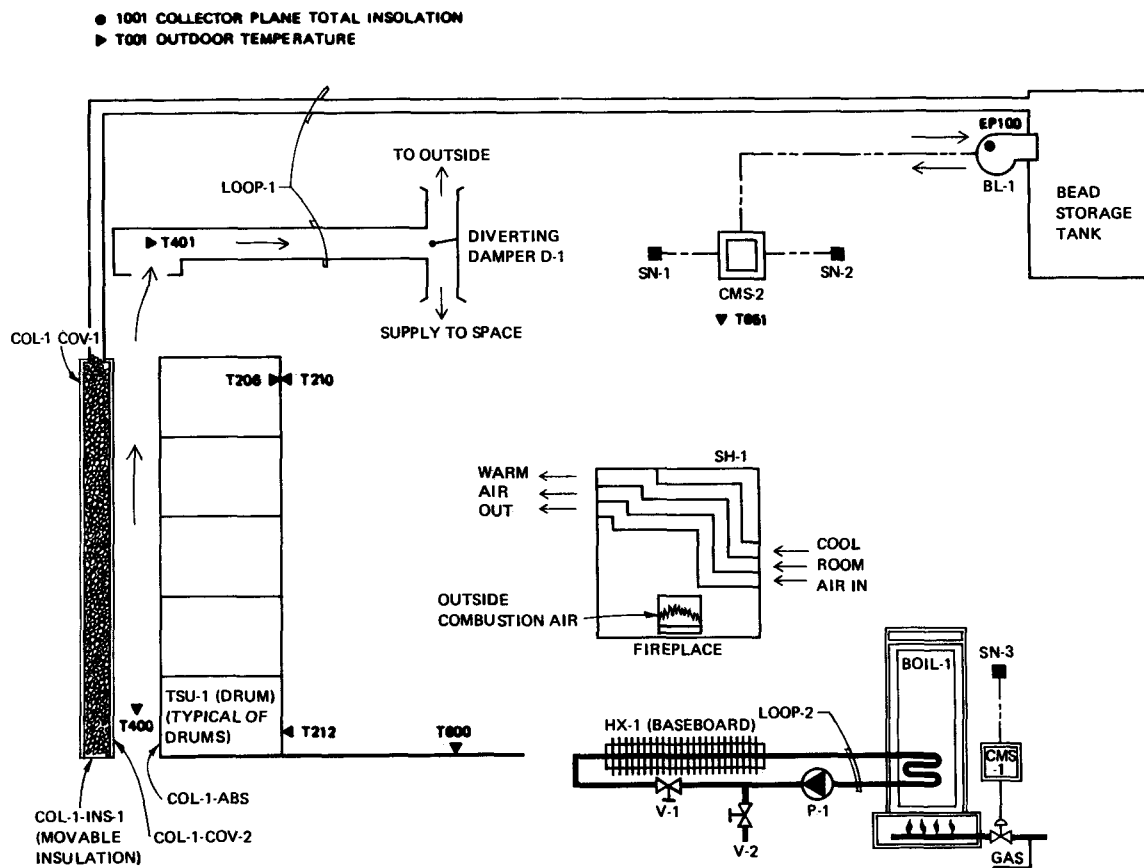 1001 COLLECTOR PLANE TOTAL INSOLATION
T001 OUTDOOR TEMPERATURE
EP100
BL-1
BEAD
STORAGE
TANK
TO OUTSIDE
LOOP-1
T401
DIVERTING
DAMPER D-1
SN-1
SN-2
CMS-2
T651
SUPPLY TO SPACE
COL-1 COV-1
T206
T210
SH-1
WARM
AIR
OUT
COOL
ROOM
AIR IN
OUTSIDE
COMBUSTION AIR
FIREPLACE
BOIL-1
SN-3
TSU-1 (DRUM)
(TYPICAL OF
DRUMS)
T400
T212
T600
HX-1 (BASEBOARD)
LOOP-2
CMS
-1
COL-1-ABS
V-1
P-1
COL-1-INS-1
(MOVABLE
INSULATION)
COL-1-COV-2
V-2
GAS